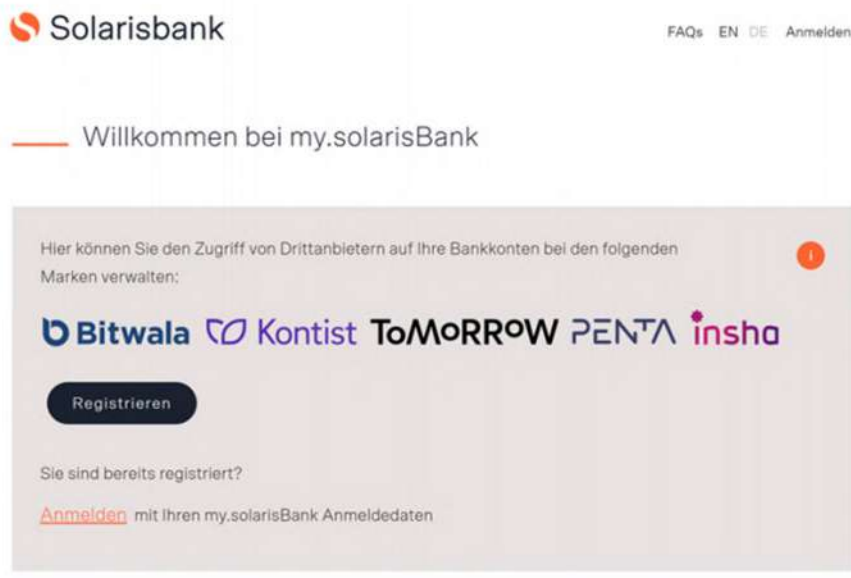 Solarisbank
FAQs EN DE Anmelden
Willkommen bei my.solarisBank
Hier können Sie den Zugriff von Drittanbietern auf Ihre Bankkonten bei den folgenden
Marken verwalten:
i
Bitwala Kontist ToMoRRoW PENTA insha
Registrieren
Sie sind bereits registriert?
Anmelden mit Ihren my.solarisBank Anmeldedaten